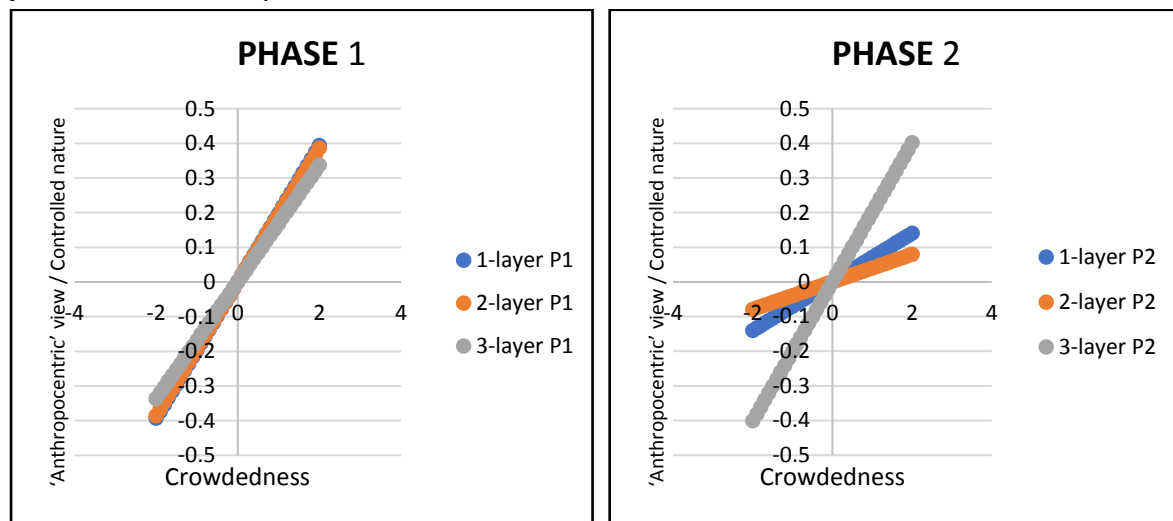 PHASE 1
'Anthropocentric' view / Controlled nature
0.5
0.4
0.3
0.2
0.1
0
-0.1
-0.2
-0.3
-0.4
-0.5
-4
-2
0
2
4
Crowdedness
1-layer P1
2-layer P1
3-layer P1
PHASE 2
'Anthropocentric' view / Controlled nature
0.5
0.4
0.3
0.2
0.1
0
-0.1
-0.2
-0.3
-0.4
-0.5
-4
-2
0
2
4
Crowdedness
1-layer P2
2-layer P2
3-layer P2